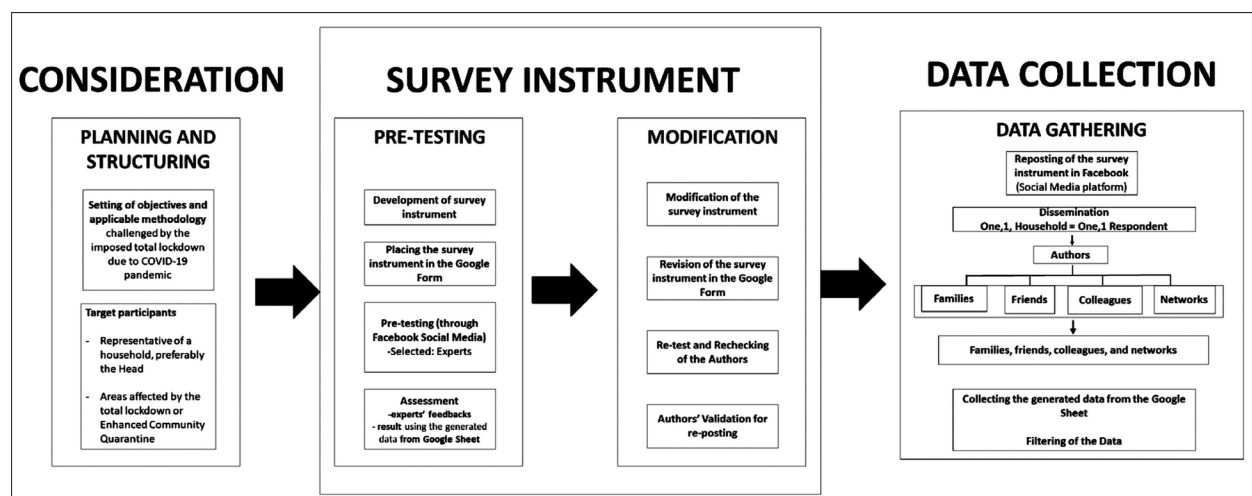 CONSIDERATION
PLANNING AND
STRUCTURING
Setting of objectives and
applicable methodology
challenged by the
imposed total lockdown
due to COVID-19
pandemic
Target participants
- Representative of a
household, preferably
the Head
- Areas affected by the
total lockdown or
Enhanced Community
Quarantine
SURVEY INSTRUMENT
PRE-TESTING
Development of survey
instrument
Placing the survey
instrument in the Google
Form
Pre-testing (through
Facebook Social Media)
-Selected: Experts
Assessment
-experts' feedbacks
- result using the generated
data from Google Sheet
MODIFICATION
Modification of the
survey instrument
Revision of the survey
instrument in the Google
Form
Re-test and Rechecking
of the Authors
Authors' Validation for
re-posting
DATA COLLECTION
DATA GATHERING
Reposting of the survey
instrument in Facebook
(Social Media platform)
Dissemination
One,1, Household = One,1 Respondent
Authors
Families Friends Colleagues Networks
Families, friends, colleagues, and networks
Collecting the generated data from the Google
Sheet
Filtering of the Data